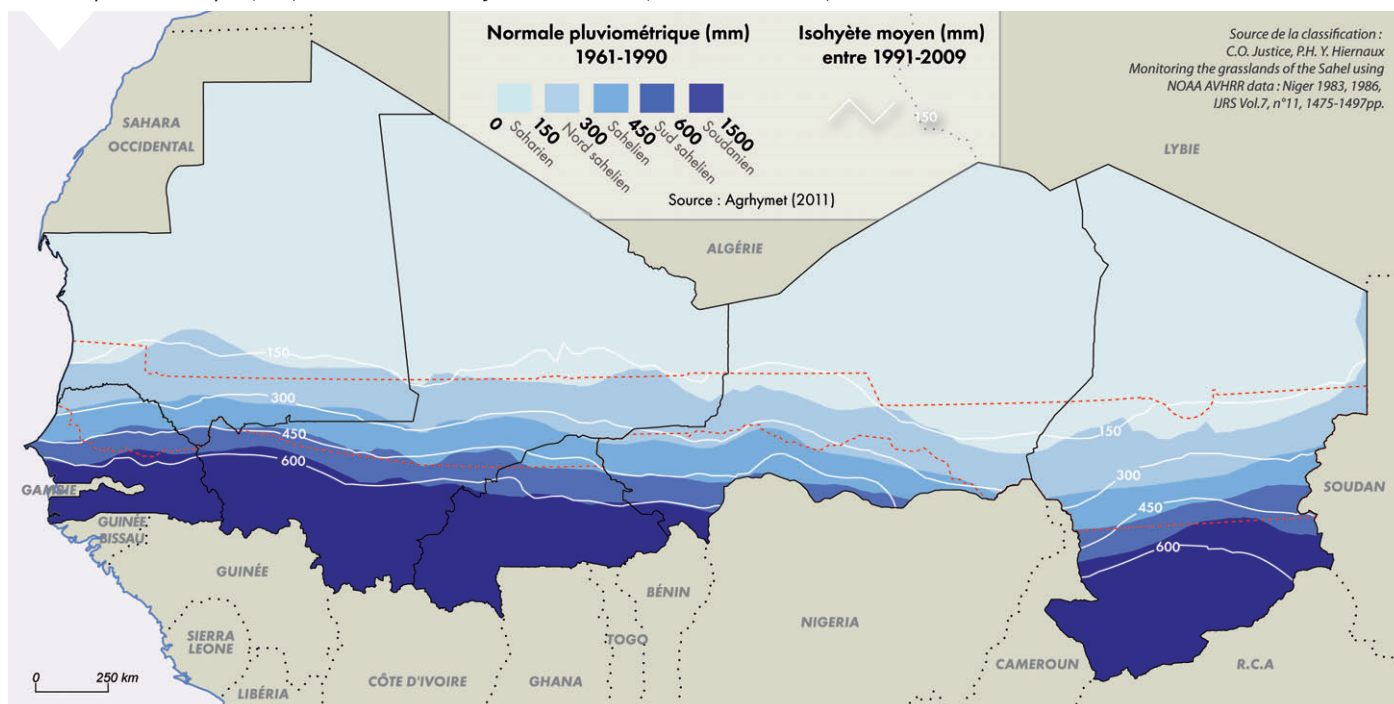 Normale pluviométrique (mm)
1961-1990
Isohyète moyen (mm)
entre 1991-2009
150
0
150
300
450
600
1500
Saharien
Nord sahelien
Sahelien
Sud sahelien
Soudanien
Source : Agrhymet (2011)
Source de la classification :
C.O. Justice, P.H. Y. Hiernaux
Monitoring the grasslands of the Sahel using
NOAA AVHRR data : Niger 1983, 1986,
IJRS Vol.7, n°11, 1475-1497pp.
SAHARA
OCCIDENTAL
LYBIE
ALGÉRIE
150
300
450
600
150
300
450
600
GUINÉE
BISSAU
GUINÉE
SIERRA
LEONE
LIBÉRIA
CÔTE D'IVOIRE
GHANA
TOGO
BÉNIN
NIGERIA
CAMEROUN
R.C.A
SOUDAN
0
250 km